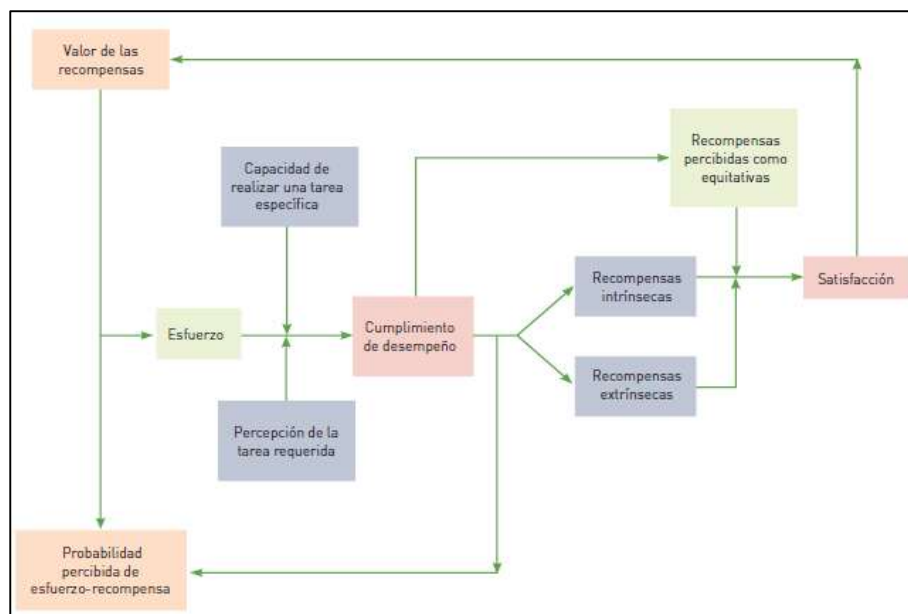 Valor de las
recompensas
Capacidad de
realizar una tarea
específica
Recompensas
percibidas como
equitativas
Recompensas
intrínsecas
Satisfacción
Esfuerzo
Cumplimiento
de desempeño
Recompensas
extrínsecas
Percepción de la
tarea requerida
Probabilidad
percibida de
esfuerzo-recompensa